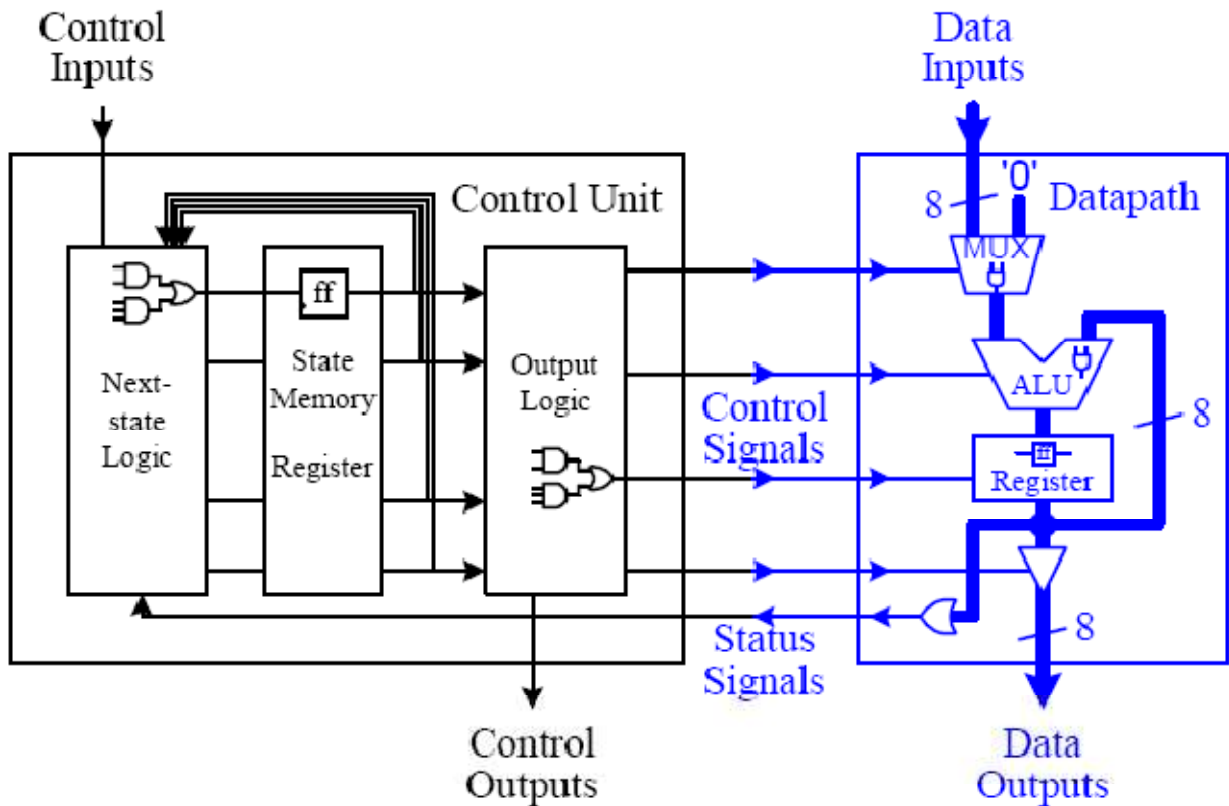 Control
Inputs
Data
Inputs
Control Unit
'0'
8
Datapath
MUX
ff
Next-
state
Logic
State
Memory
Register
Output
Logic
ALU
Control
Signals
8
ff
Register
Status
Signals
8
Control
Outputs
Data
Outputs